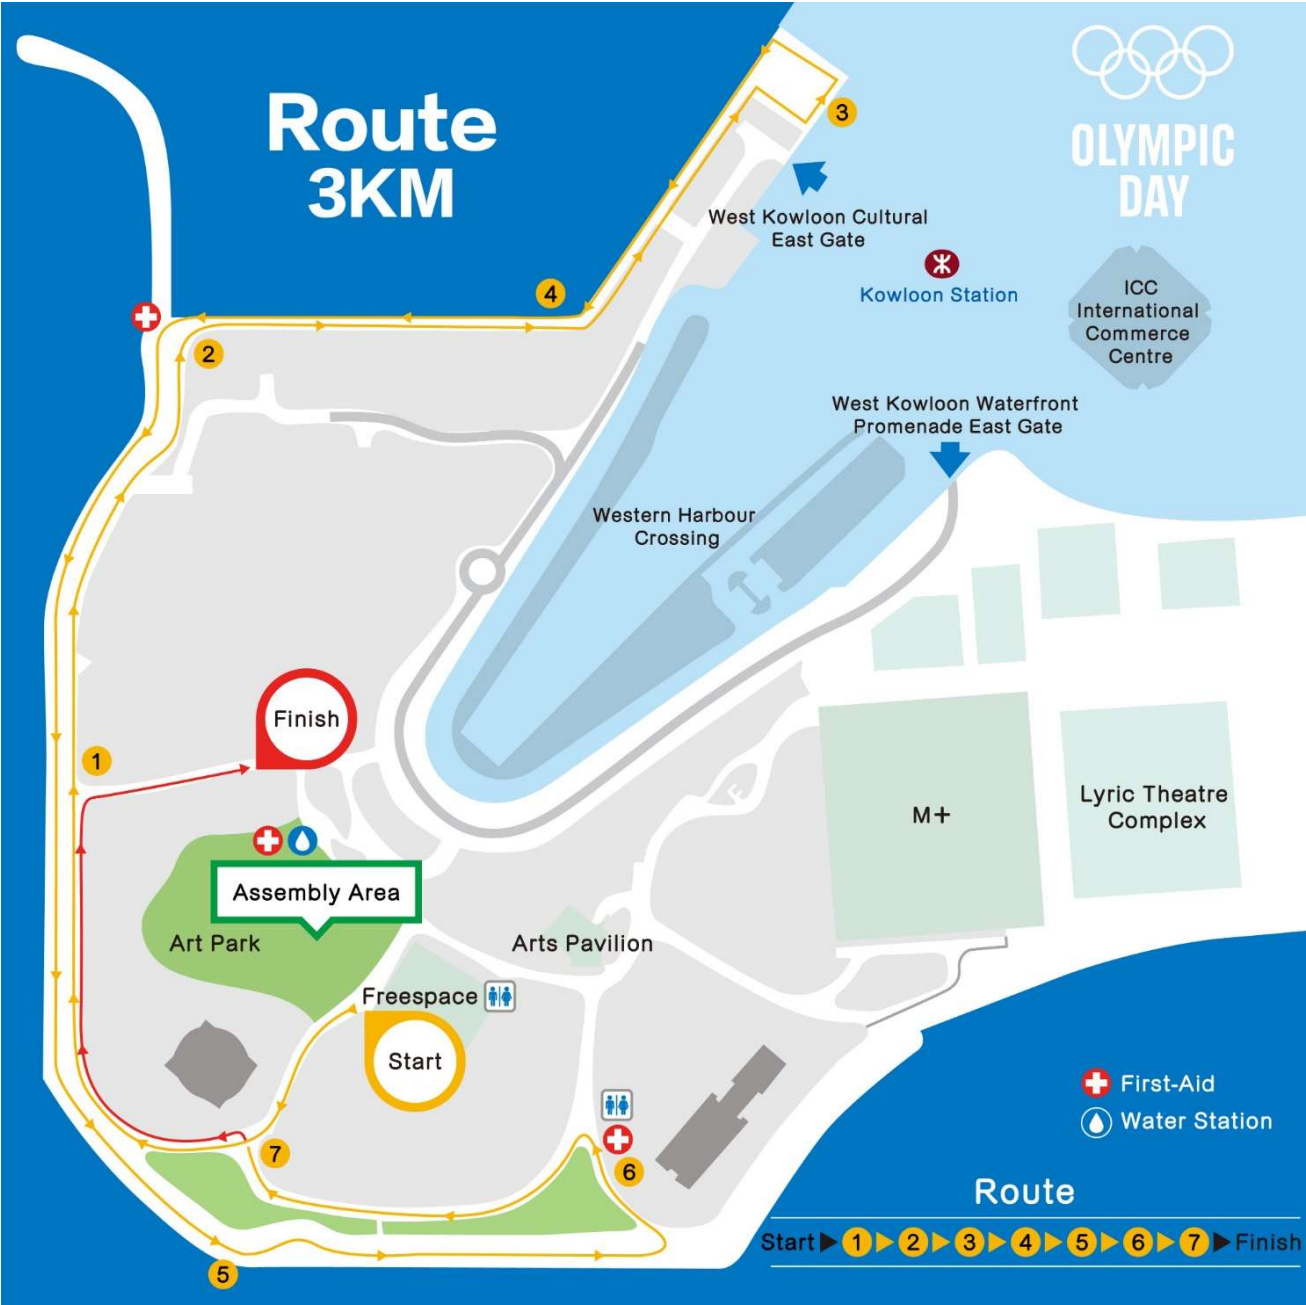 Route
3KM
OLYMPIC
DAY
3
West Kowloon Cultural
East Gate
Kowloon Station
ICC
International
Commerce
Centre
4
2
West Kowloon Waterfront
Promenade East Gate
Western Harbour
Crossing
Finish
1
M+
Lyric Theatre
Complex
Assembly Area
Art Park
Arts Pavilion
Freespace
Start
First-Aid
Water Station
7
6
5
Route
Start 1 2 3 4 5 6 7 Finish